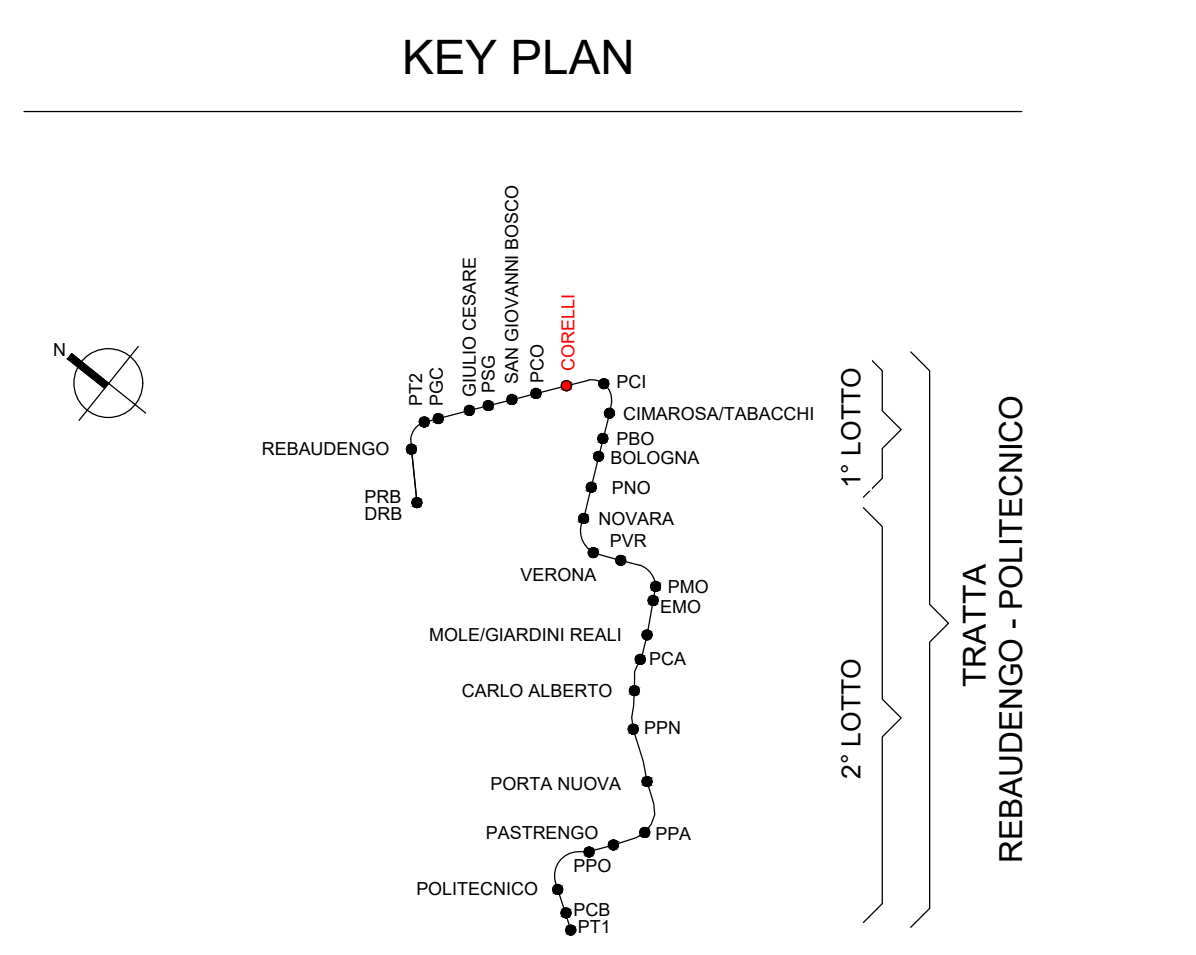 KEY PLAN
N
PT2
PGC
GIULIO CESARE
PSG
SAN GIOVANNI BOSCO
PCO
CORELLI
PCI
CIMAROSA/TABACCHI
PBO
REBAUDENGO
BOLOGNA
PNO
PRB
DRB
NOVARA
PVR
VERONA
PMO
EMO
MOLE/GIARDINI REALI
PCA
CARLO ALBERTO
PPN
PORTA NUOVA
PASTRENGO
PPA
PPO
POLITECNICO
PCB
PT1
1° LOTTO
2° LOTTO
TRATTA
REBAUDENGO - POLITECNICO